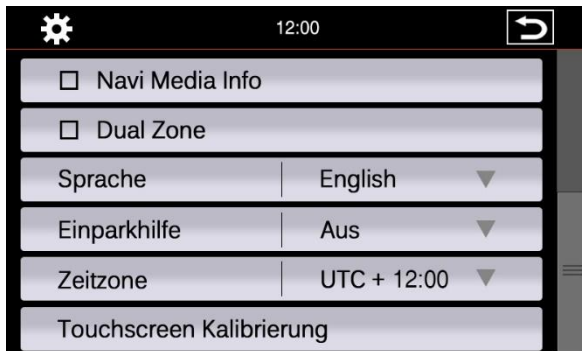 12:00
Navi Media Info
Dual Zone
Sprache English
Einparkhilfe Aus
Zeitzone UTC + 12:00
Touchscreen Kalibrierung